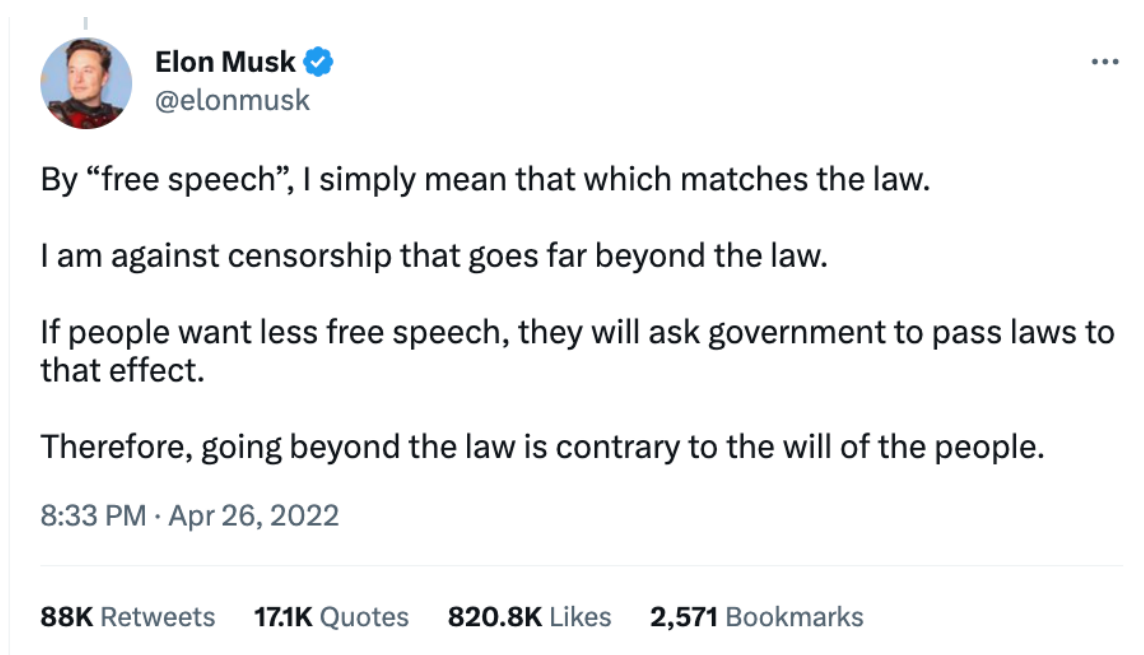 Elon Musk
@elonmusk
By “free speech”, I simply mean that which matches the law.
I am against censorship that goes far beyond the law.
If people want less free speech, they will ask government to pass laws to
that effect.
Therefore, going beyond the law is contrary to the will of the people.
8:33 PM · Apr 26, 2022
88K Retweets 17.1K Quotes 820.8K Likes 2,571 Bookmarks